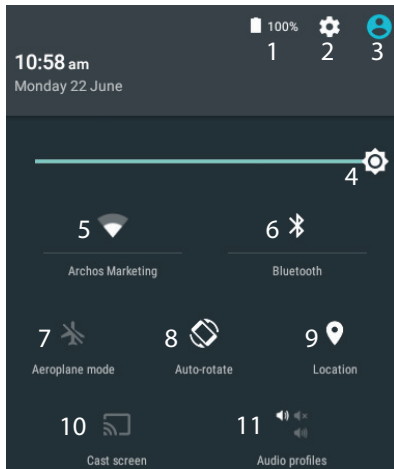 100%
1 2 3
10:58 am
Monday 22 June
4
5 6
Archos Marketing Bluetooth
7 8 9
Aeroplane mode Auto-rotate Location
10 11
Cast screen Audio profiles